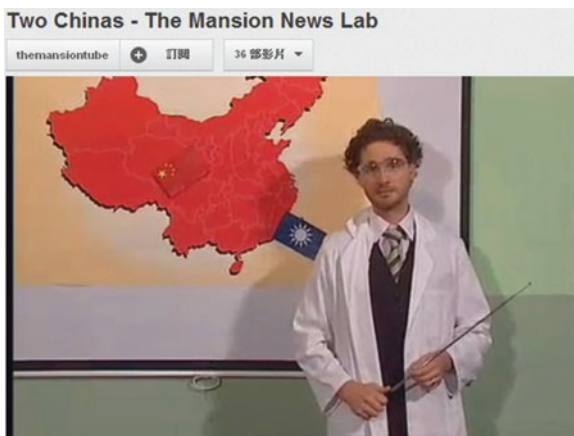 Two Chinas - The Mansion News Lab
themansiontube 訂閱 36 部影片